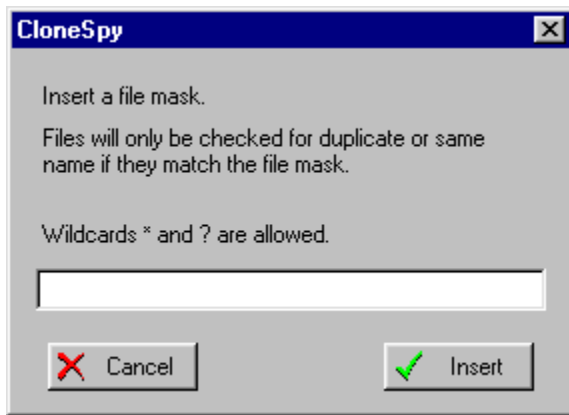 CloneSpy
Insert a file mask.
Files will only be checked for duplicate or same
name if they match the file mask.
Wildcards * and ? are allowed.
Cancel
Insert